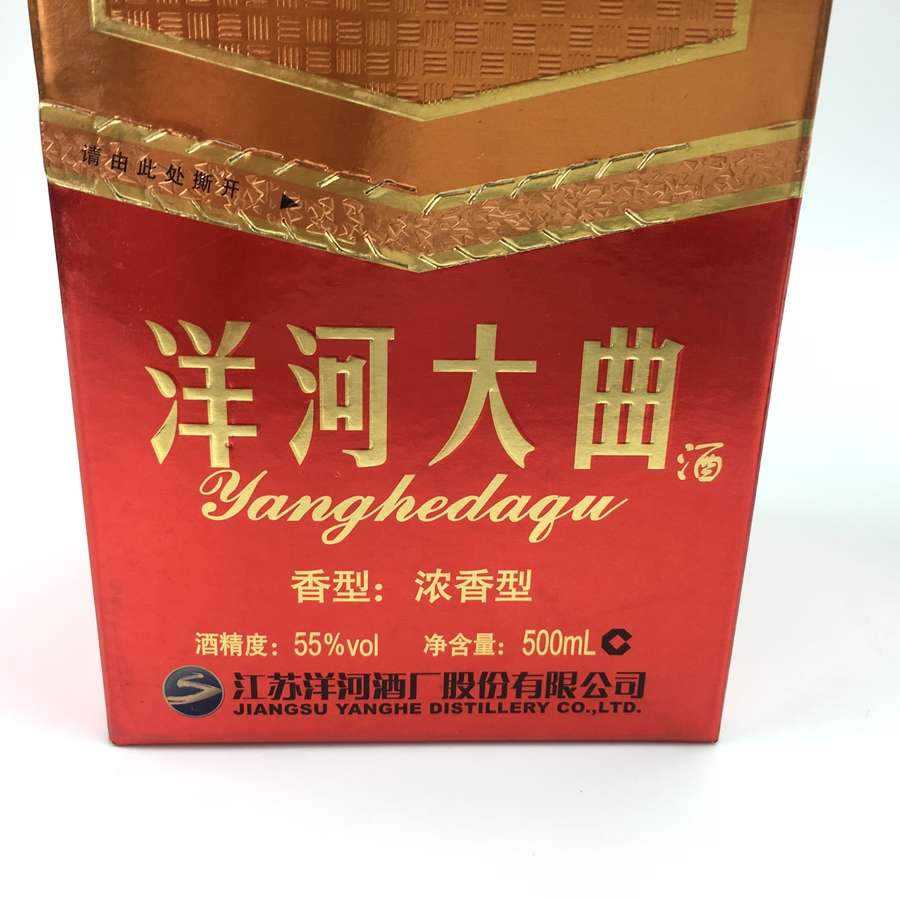 请由此处撕开
洋河大曲酒
Yanghedaqu
香型：浓香型
酒精度：55%vol 净含量：500mL
江苏洋河酒厂股份有限公司
JIANGSU YANGHE DISTILLERY CO.,LTD.